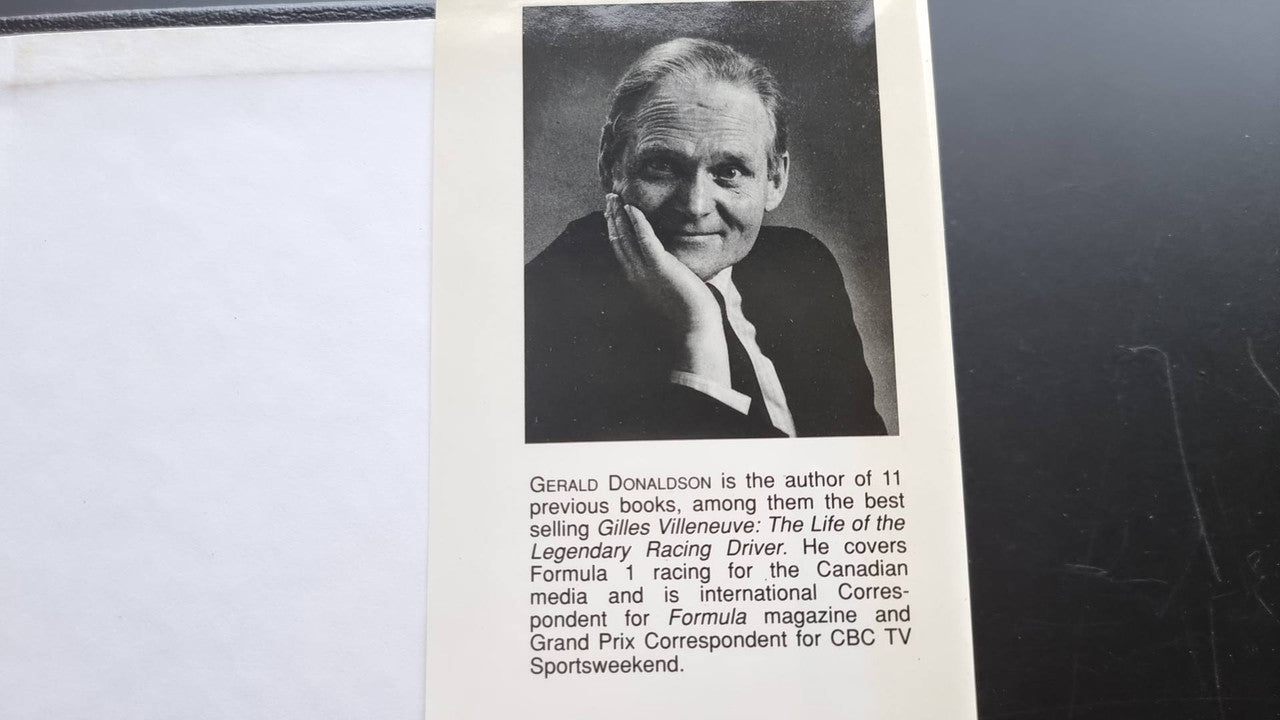 GERALD DONALDSON is the author of 11
previous books, among them the best
selling Gilles Villeneuve: The Life of the
Legendary Racing Driver. He covers
Formula 1 racing for the Canadian
media and is international Corres-
pondent for Formula magazine and
Grand Prix Correspondent for CBC TV
Sportsweekend.